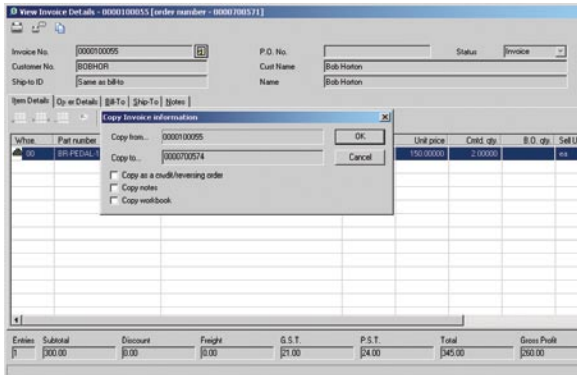 View Invoice Details - 0000100055 [order number - 0000700571]
Invoice No. 0000100055 P.O. No. Status Invoice
Customer No. BOBHOR Cust Name Bob Horton
Ship-to ID Same as bill-to Name Bob Horton
Item Details Details Bill-To Ship-To Notes
Copy Invoice information
Copy from... 0000100055 OK
Copy to... 0000700574 Cancel
Copy as a credit/reversing order
Copy notes
Copy workbook
Whse. Part number Unit price Cmtd. qty. B.O. qty. Sell U
00 BR-PEDAL-1 150.00000 2.00000 ea
Entries Subtotal Discount Freight G.S.T. P.S.T. Total Gross Profit
1 300.00 0.00 0.00 21.00 24.00 345.00 260.00